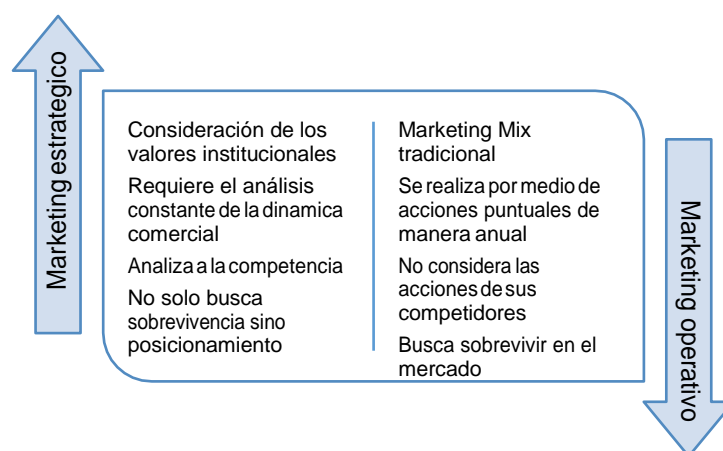 Marketing estrategico
Consideración de los
valores institucionales
Requiere el análisis
constante de la dinamica
comercial
Analiza a la competencia
No solo busca
sobrevivencia sino
posicionamiento
Marketing Mix
tradicional
Se realiza por medio de
acciones puntuales de
manera anual
No considera las
acciones de sus
competidores
Busca sobrevivir en el
mercado
Marketing operativo